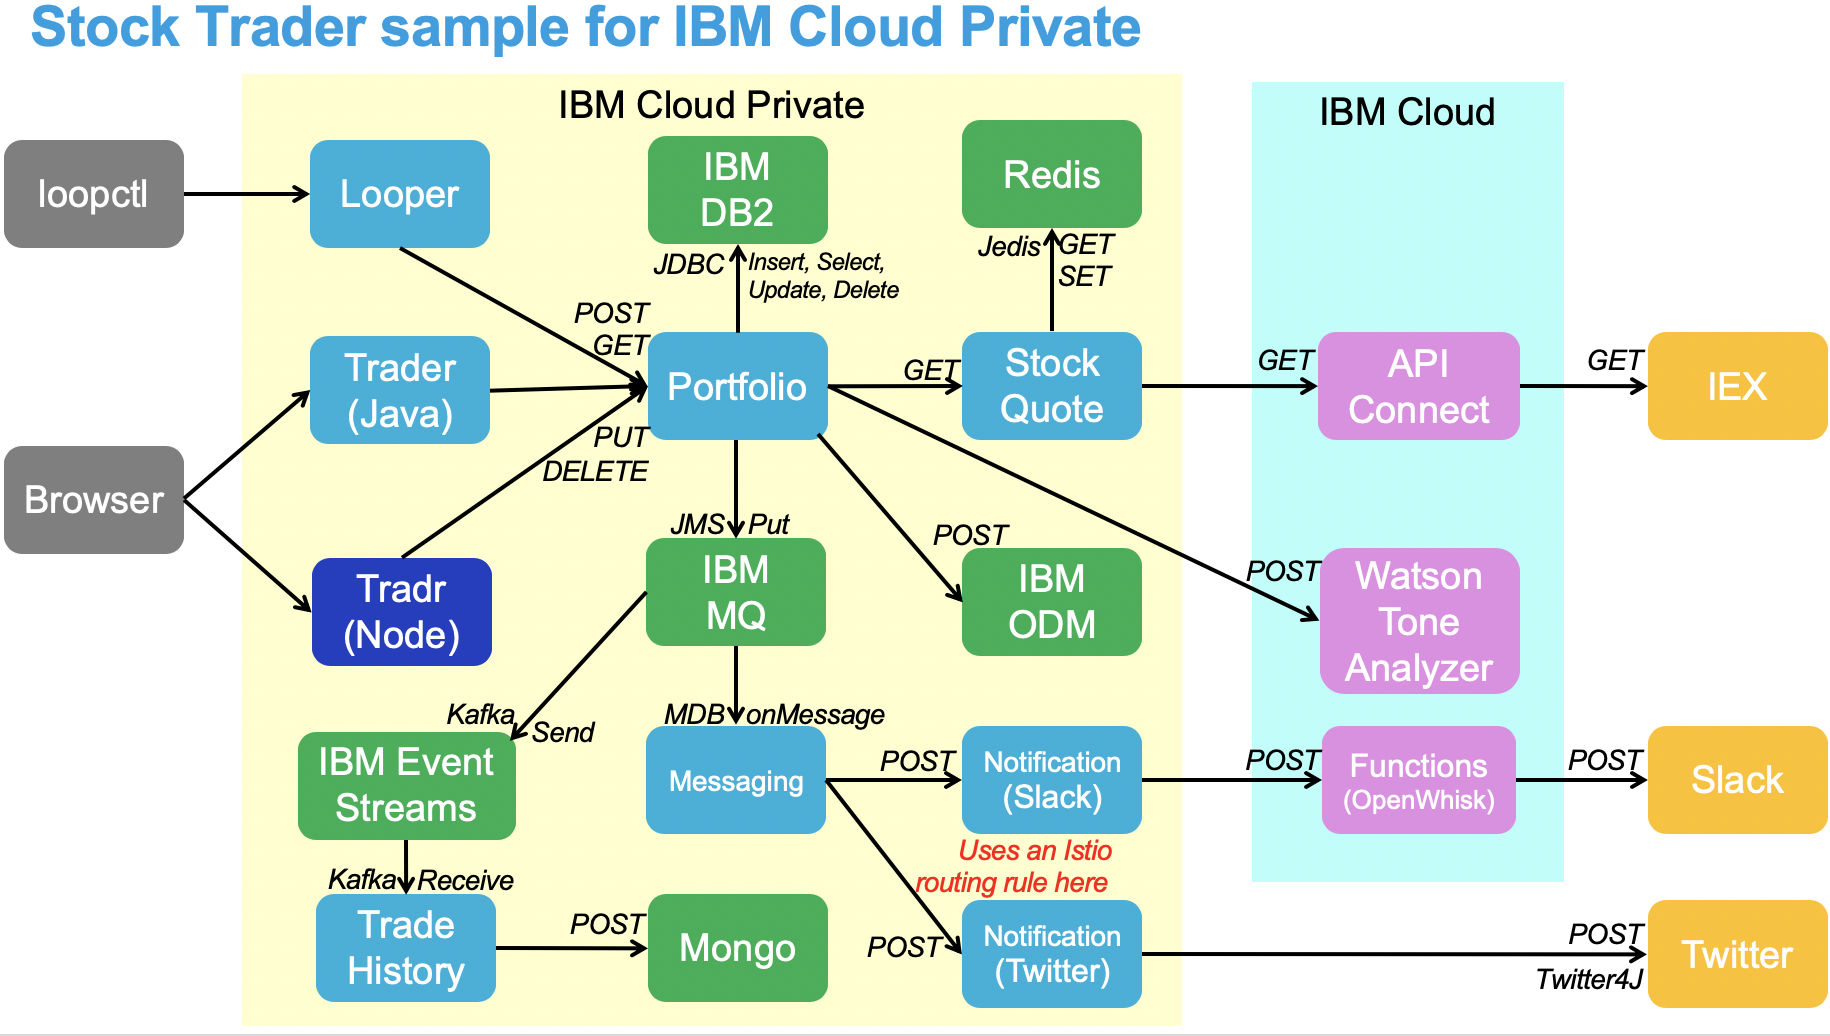 Stock Trader sample for IBM Cloud Private
IBM Cloud Private
IBM Cloud
loopctl
Looper
IBM
DB2
Redis
JDBC
Insert, Select,
Update, Delete
Jedis
GET
SET
POST
GET
Browser
Trader
(Java)
Portfolio
GET
Stock
Quote
GET
API
Connect
GET
IEX
PUT
DELETE
Tradr
(Node)
JMS
Put
IBM
MQ
POST
IBM
ODM
POST
Watson
Tone
Analyzer
Kafka
Send
MDB
onMessage
IBM Event
Streams
Messaging
POST
Notification
(Slack)
POST
Functions
(OpenWhisk)
POST
Slack
Uses an Istio
routing rule here
Kafka
Receive
Trade
History
POST
Mongo
POST
Notification
(Twitter)
POST
Twitter4J
Twitter